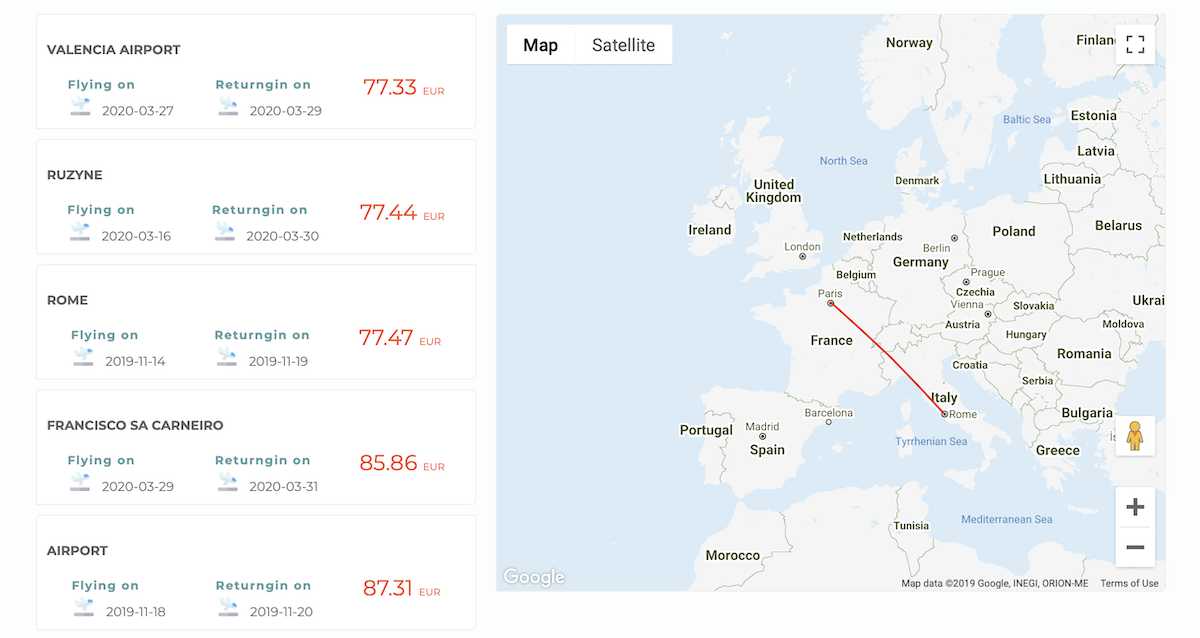 VALENCIA AIRPORT
Flying on Returngin on
77.33 EUR
2020-03-27 2020-03-29
RUZYNE
Flying on Returngin on
77.44 EUR
2020-03-16 2020-03-30
ROME
Flying on Returngin on
77.47 EUR
2019-11-14 2019-11-19
FRANCISCO SA CARNEIRO
Flying on Returngin on
85.86 EUR
2020-03-29 2020-03-31
AIRPORT
Flying on Returngin on
87.31 EUR
2019-11-18 2019-11-20
Map Satellite
Norway
Finlan
Baltic Sea
Estonia
Latvia
North Sea
Denmark
Lithuania
United
Kingdom
Ireland
Belarus
Netherlands
Poland
London
Berlin
Germany
Belgium
Prague
Czechia
Paris
Vienna
Slovakia
Ukrai
Austria
Moldova
France
Hungary
Romania
Croatia
Serbia
Italy
Barcelona
Rome
Bulgaria
Portugal
Madrid
Spain
Tyrrhenian Sea
İs
Greece
Tunisia
Mediterranean Sea
Morocco
Google
Map data ©2019 Google, INEGI, ORION-ME Terms of Use